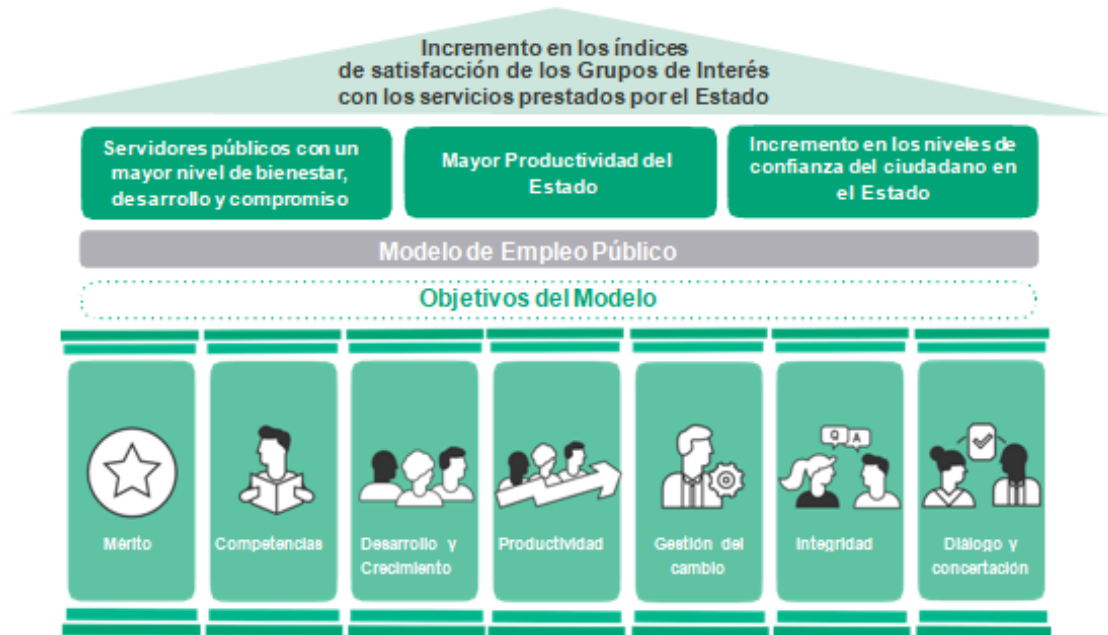 Incremento en los índices
de satisfacción de los Grupos de Interés
con los servicios prestados por el Estado
Servidores públicos con un
mayor nivel de bienestar,
desarrollo y compromiso
Mayor Productividad del
Estado
Incremento en los niveles de
confianza del ciudadano en
el Estado
Modelo de Empleo Público
Objetivos del Modelo
Q A
Mérito
Competencias
Desarrollo y
Crecimiento
Productividad
Gestión del
cambio
Integridad
Diálogo y
concertación